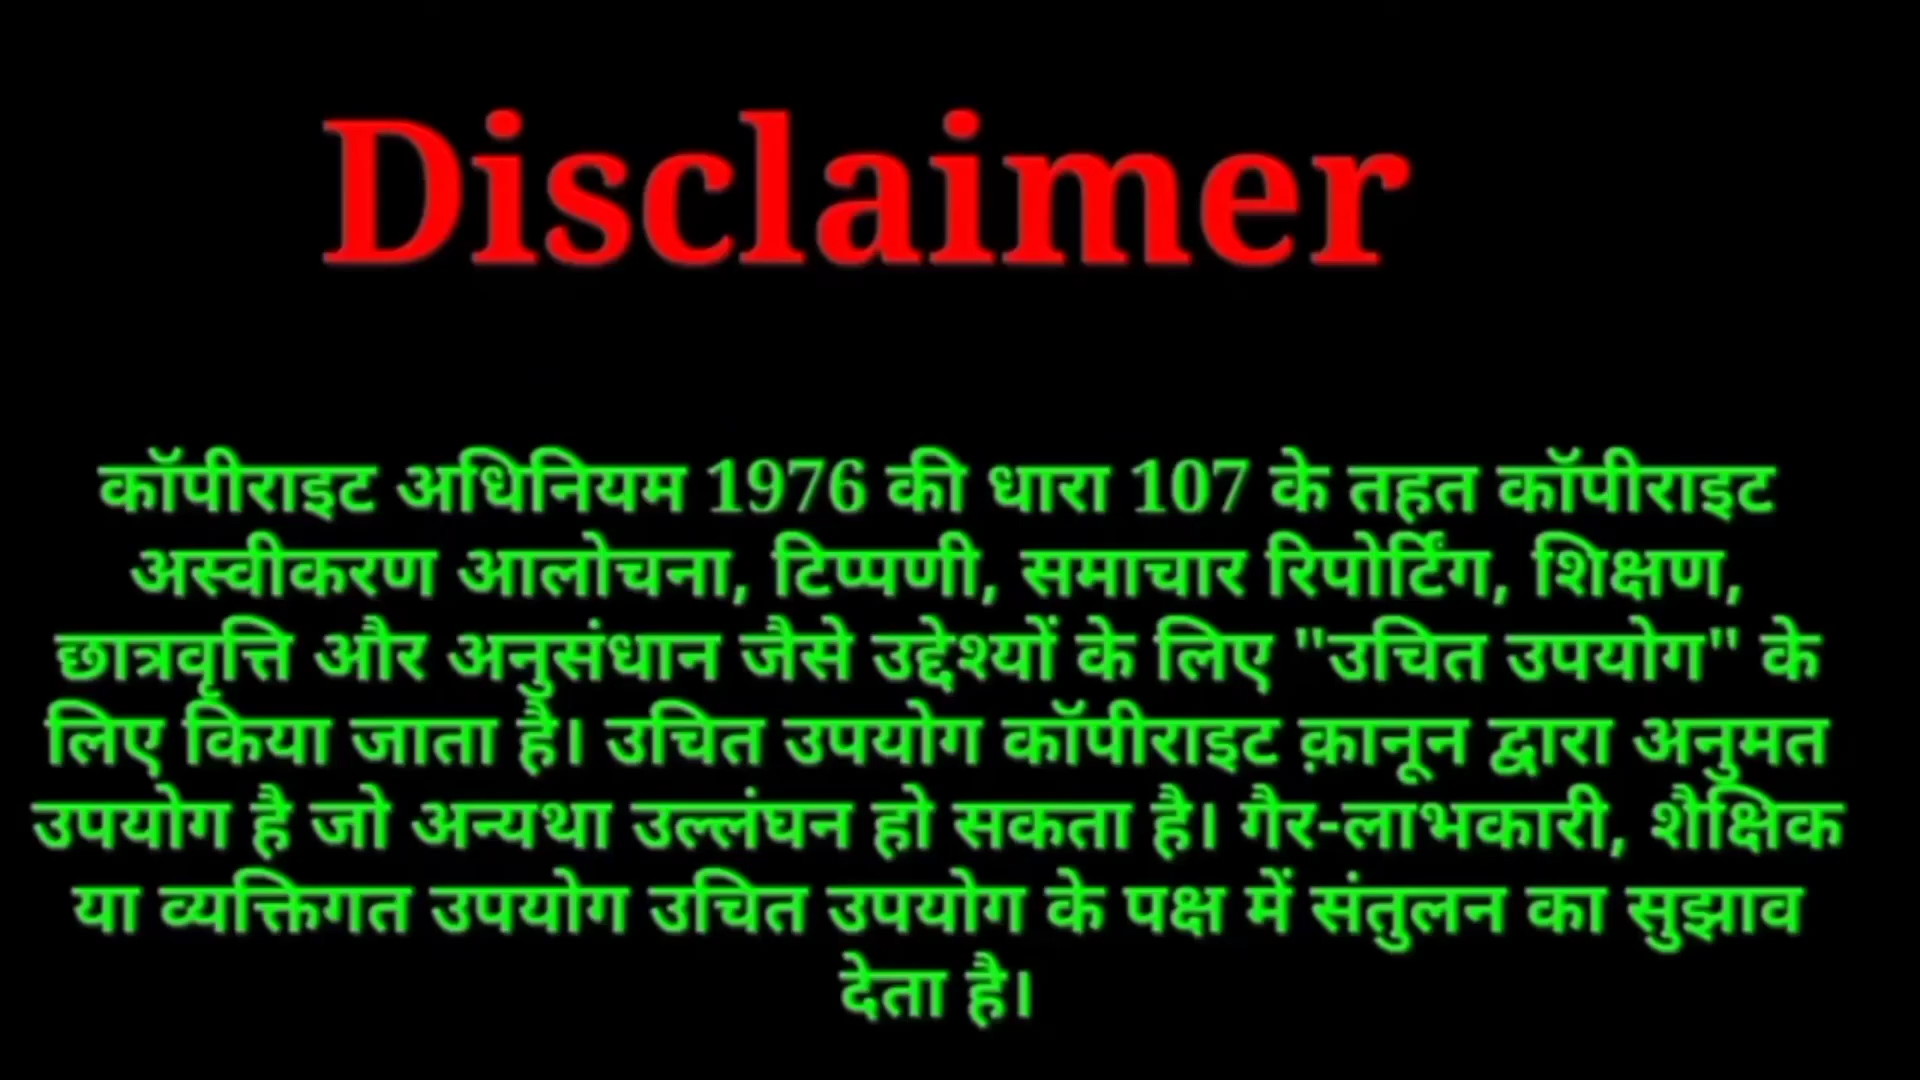 Disclaimer
कॉपीराइट अधिनियम 1976 की धारा 107 के तहत कॉपीराइट
अस्वीकरण आलोचना, टिप्पणी, समाचार रिपोर्टिंग, शिक्षण,
छात्रवृत्ति और अनुसंधान जैसे उद्देश्यों के लिए "उचित उपयोग" के
लिए किया जाता है। उचित उपयोग कॉपीराइट क़ानून द्वारा अनुमत
उपयोग है जो अन्यथा उल्लंघन हो सकता है। गैर-लाभकारी, शैक्षिक
या व्यक्तिगत उपयोग उचित उपयोग के पक्ष में संतुलन का सुझाव
देता है।